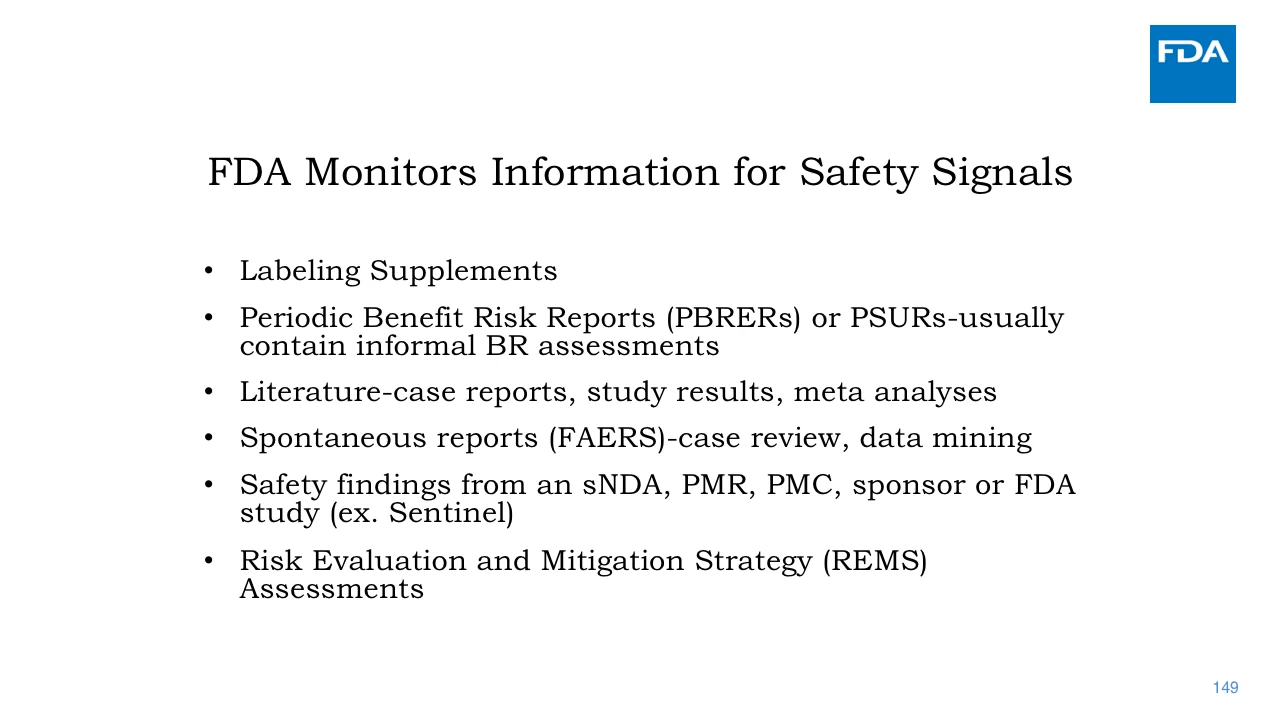 FDA
FDA Monitors Information for Safety Signals
• Labeling Supplements
• Periodic Benefit Risk Reports (PBRERs) or PSURs-usually
contain informal BR assessments
• Literature-case reports, study results, meta analyses
• Spontaneous reports (FAERS)-case review, data mining
• Safety findings from an sNDA, PMR, PMC, sponsor or FDA
study (ex. Sentinel)
• Risk Evaluation and Mitigation Strategy (REMS)
Assessments
149